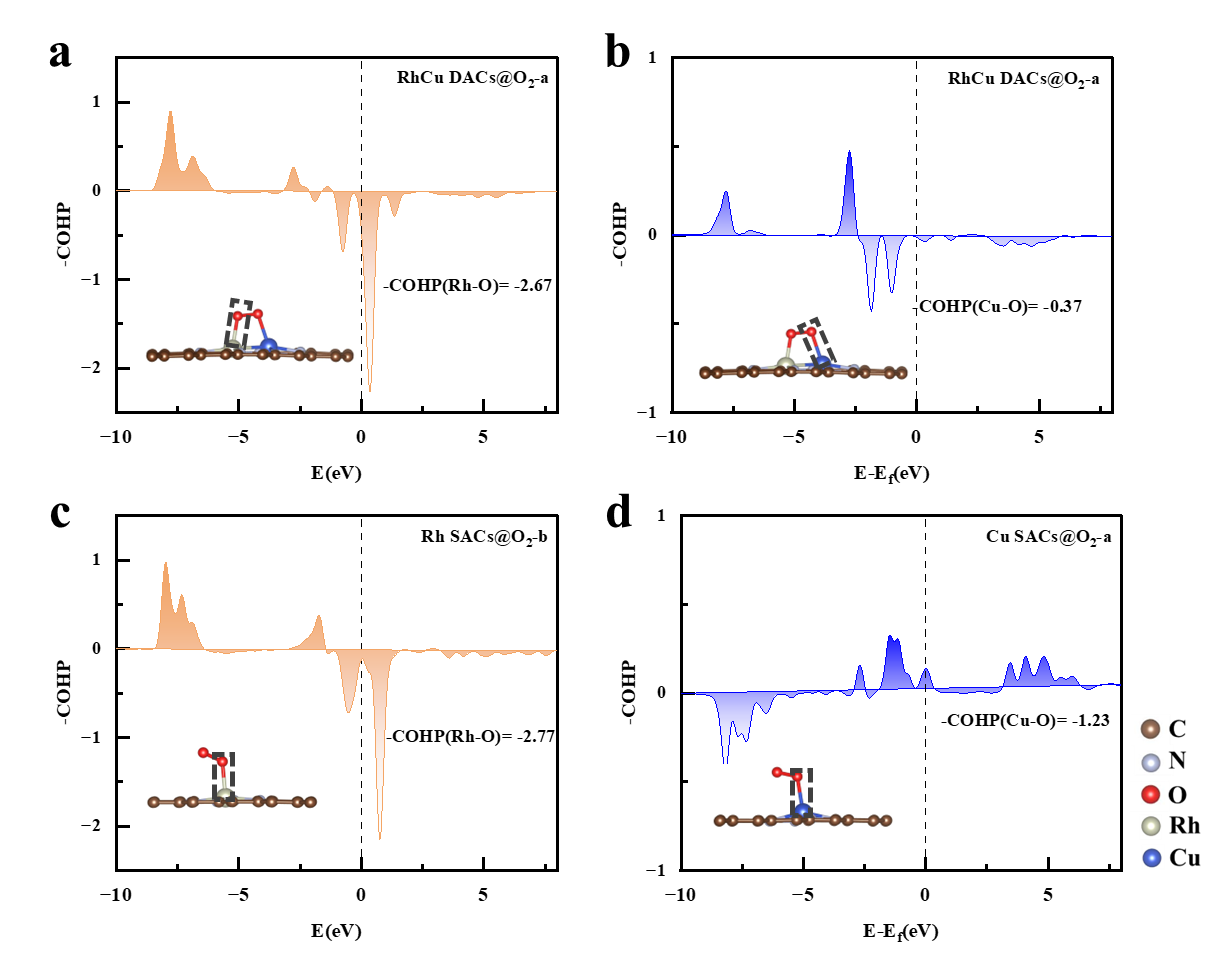 a
RhCu DACs@O₂-a
1
0
−1
−2
-COHP
-COHP(Rh-O)= -2.67
−10
−5
0
5
E(eV)
b
RhCu DACs@O₂-a
1
0
−1
-COHP
-COHP(Cu-O)= -0.37
−10
−5
0
5
E-E_f(eV)
c
Rh SACs@O₂-b
1
0
−1
−2
-COHP
-COHP(Rh-O)= -2.77
−10
−5
0
5
E(eV)
d
Cu SACs@O₂-a
1
0
−1
-COHP
-COHP(Cu-O)= -1.23
−10
−5
0
5
E-E_f(eV)
C
N
O
Rh
Cu